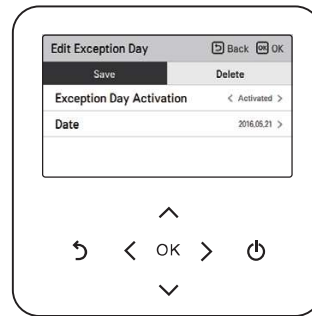 Edit Exception Day Back OK OK
Save Delete
Exception Day Activation < Activated >
Date 2016.05.21 >
OK